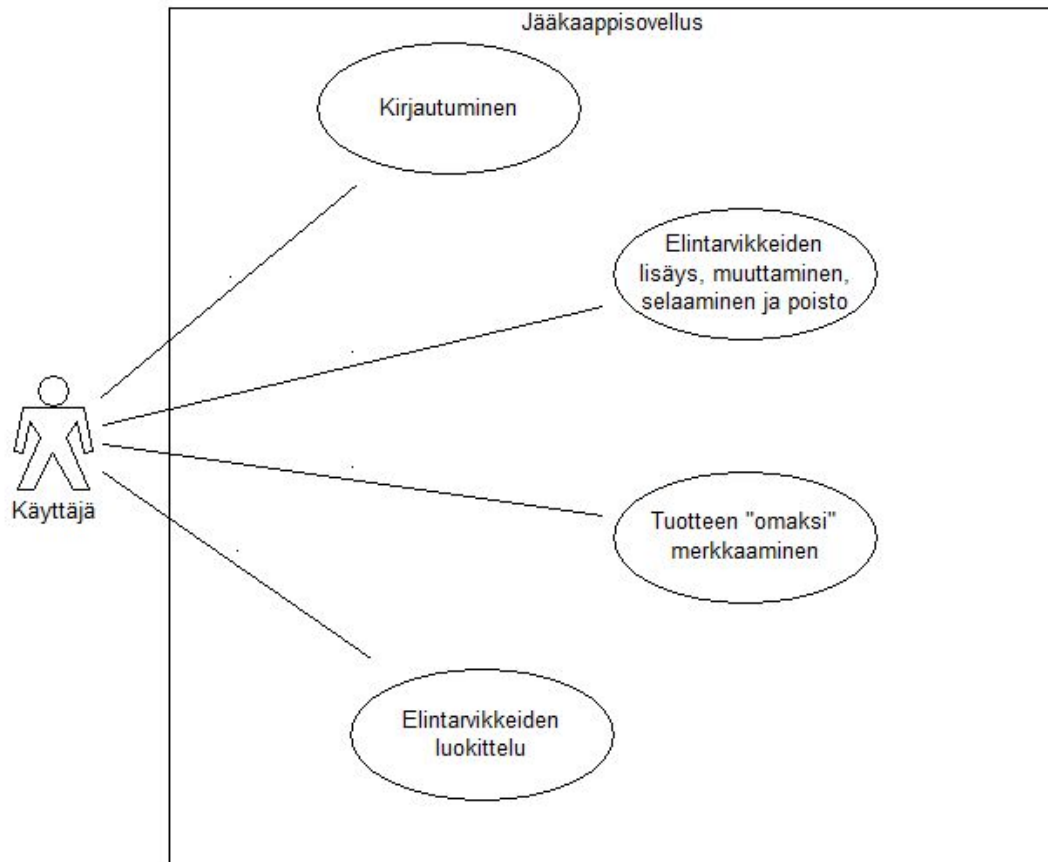 Jääkaappisovellus
Kirjautuminen
Elintarvikkeiden
lisäys, muuttaminen,
selaaminen ja poisto
Käyttäjä
Tuotteen "omaksi"
merkkaaminen
Elintarvikkeiden
luokittelu